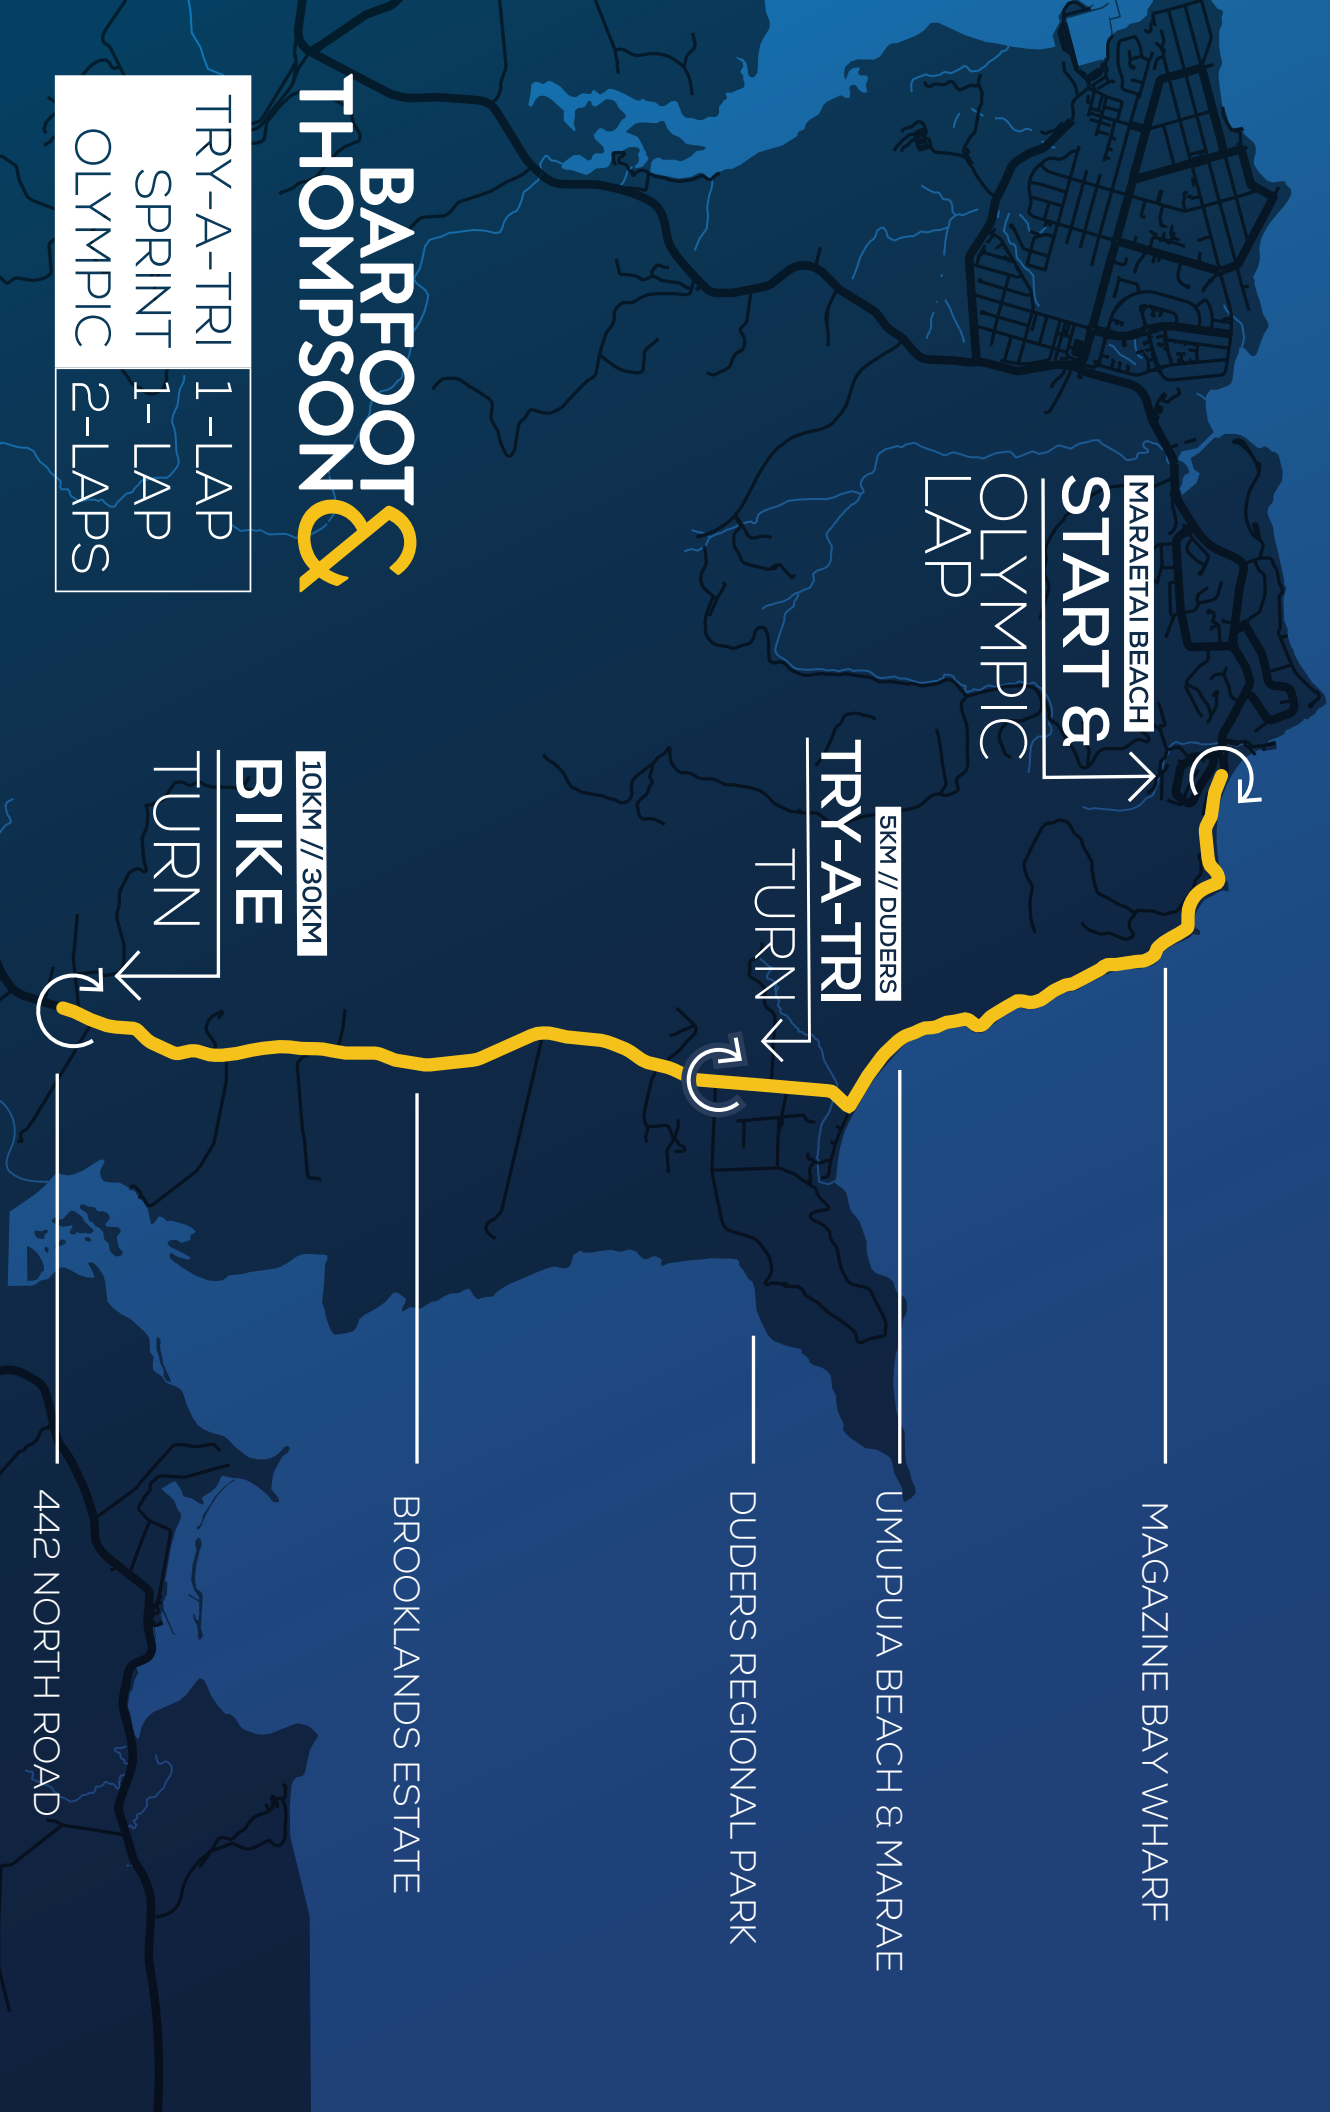 MARAETAI BEACH
START &
OLYMPIC
LAP
MAGAZINE BAY WHARF
5KM // DUDERS
TRY-A-TRI
TURN
UMUPUIA BEACH & MARAE
DUDERS REGIONAL PARK
BARFOOT
THOMPSON&
BROOKLANDS ESTATE
10KM // 30KM
BIKE
TURN
TRY-A-TRI 1-LAP
SPRINT 1- LAP
OLYMPIC 2-LAPS
442 NORTH ROAD